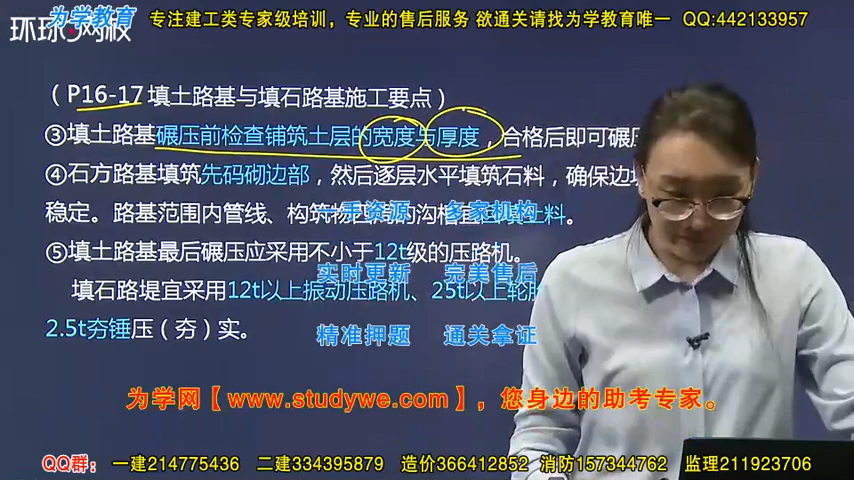 为学教育 专注建工类专家级培训，专业的售后服务 欲通关请找为学教育唯一 QQ:442133957
环球网校
（P16-17填土路基与填石路基施工要点）
③填土路基碾压前检查铺筑土层的宽度与厚度，合格后即可碾压
④石方路基填筑先码砌边部，然后逐层水平填筑石料，确保边坡
稳定。路基范围内管线、构筑物四周的沟槽宜回填土料。
一手资源 多家机构
⑤填土路基最后碾压应采用不小于12t级的压路机。
实时更新 完美售后
填石路堤宜采用12t以上振动压路机、25t以上轮胎
2.5t夯锤压（夯）实。
精准押题 通关拿证
为学网【www.studywe.com】，您身边的助考专家。
QQ群： 一建214775436 二建334395879 造价366412852 消防157344762 监理211923706